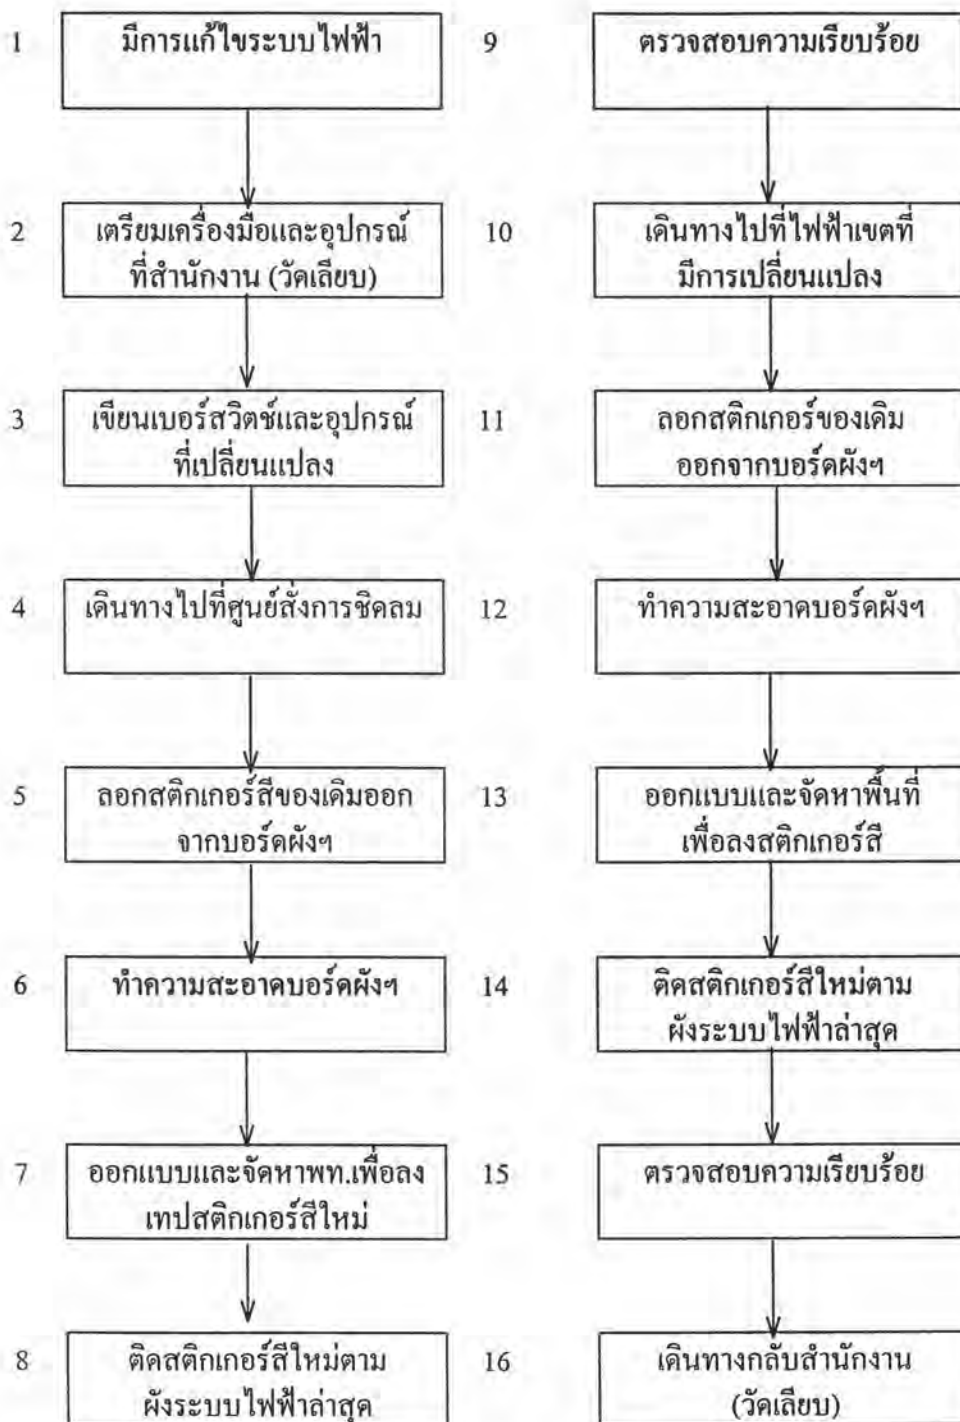 1 มีการแก้ไขระบบไฟฟ้า
2 เตรียมเครื่องมือและอุปกรณ์
ที่สำนักงาน (วัดเลียบ)
3 เขียนเบอร์สวิตช์และอุปกรณ์
ที่เปลี่ยนแปลง
4 เดินทางไปที่ศูนย์สั่งการชิดลม
5 ลอกสติกเกอร์สีของเดิมออก
จากบอร์ดผังฯ
6 ทำความสะอาดบอร์ดผังฯ
7 ออกแบบและจัดหาพท.เพื่อลง
เทปสติกเกอร์สีใหม่
8 ติดสติกเกอร์สีใหม่ตาม
ผังระบบไฟฟ้าล่าสุด
9 ตรวจสอบความเรียบร้อย
10 เดินทางไปที่ไฟฟ้าเขตที่
มีการเปลี่ยนแปลง
11 ลอกสติกเกอร์ของเดิม
ออกจากบอร์ดผังฯ
12 ทำความสะอาดบอร์ดผังฯ
13 ออกแบบและจัดหาพื้นที่
เพื่อลงสติกเกอร์สี
14 ติดสติกเกอร์สีใหม่ตาม
ผังระบบไฟฟ้าล่าสุด
15 ตรวจสอบความเรียบร้อย
16 เดินทางกลับสำนักงาน
(วัดเลียบ)